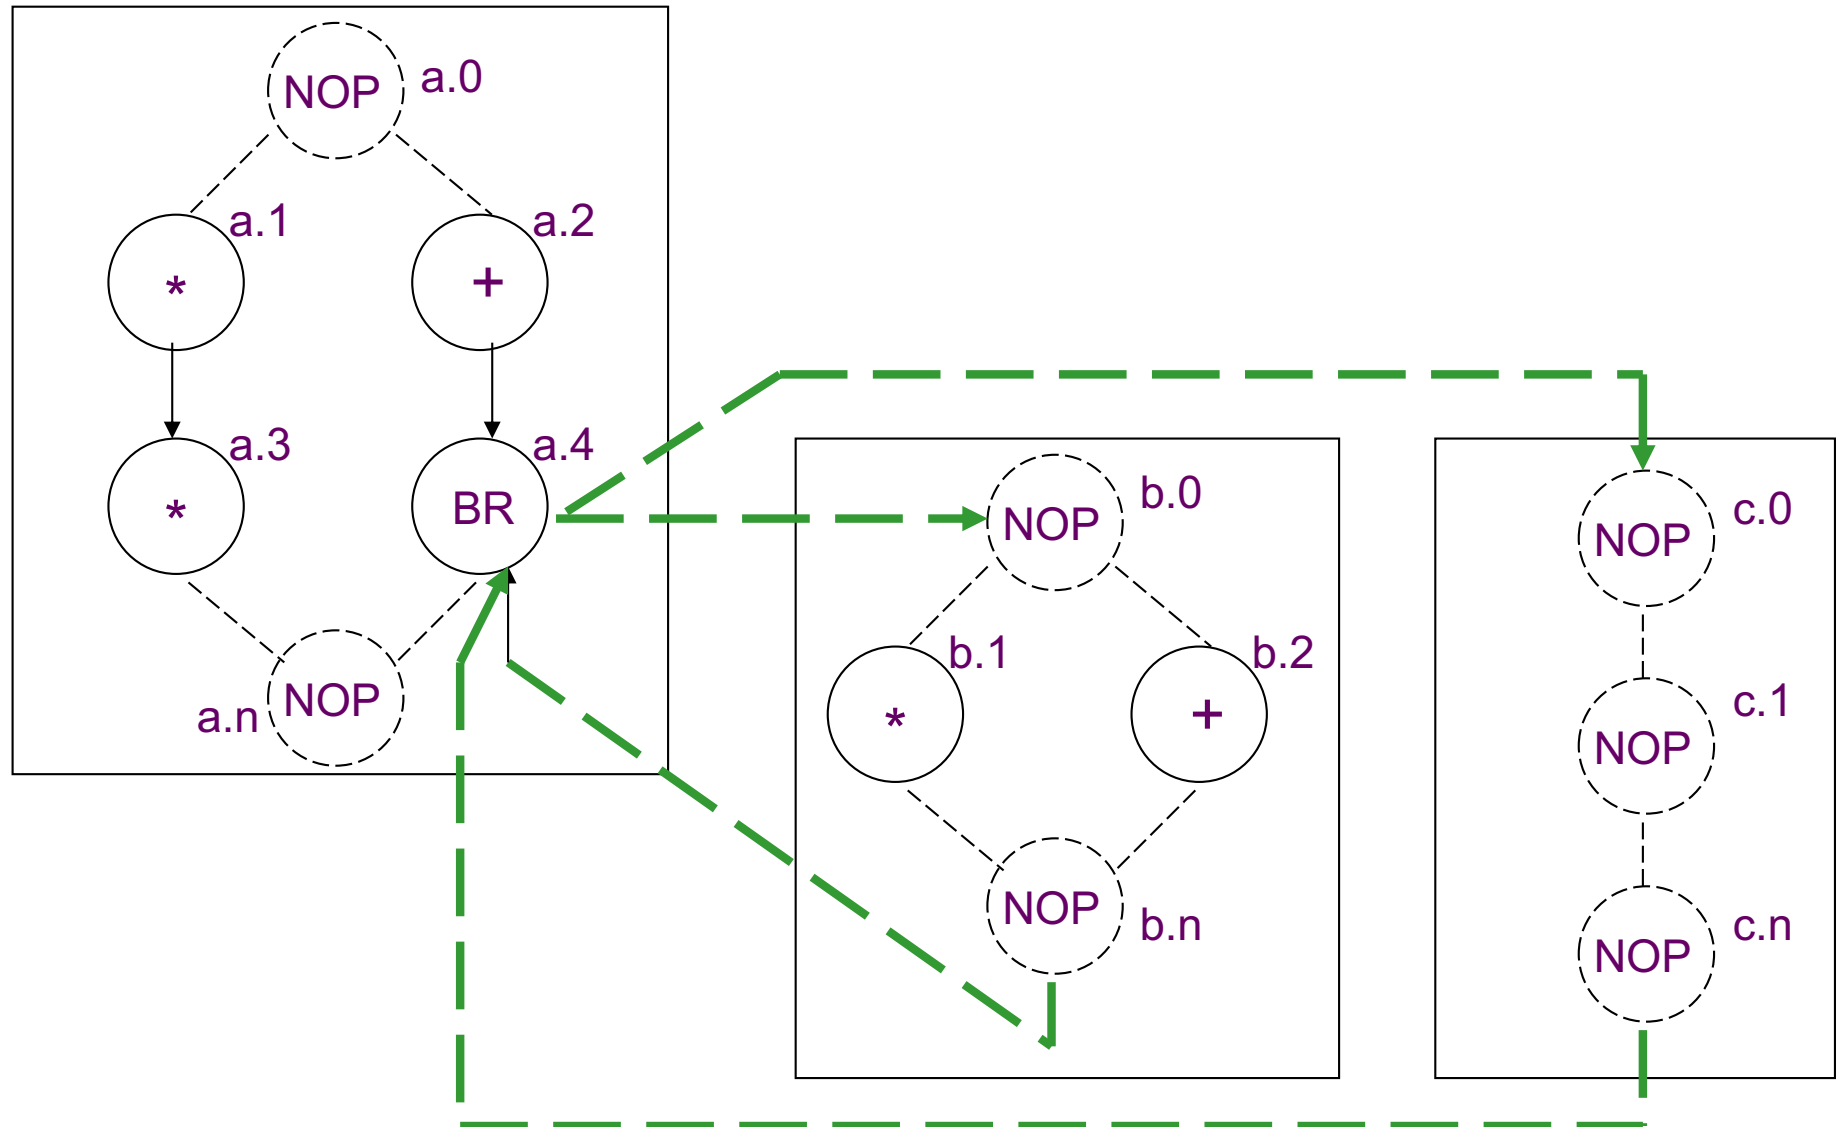 NOP a.0
a.1 a.2
* +
a.3 a.4
* BR
NOP
a.n
b.0
NOP
b.1 b.2
* +
NOP
b.n
c.0
NOP
c.1
NOP
c.n
NOP